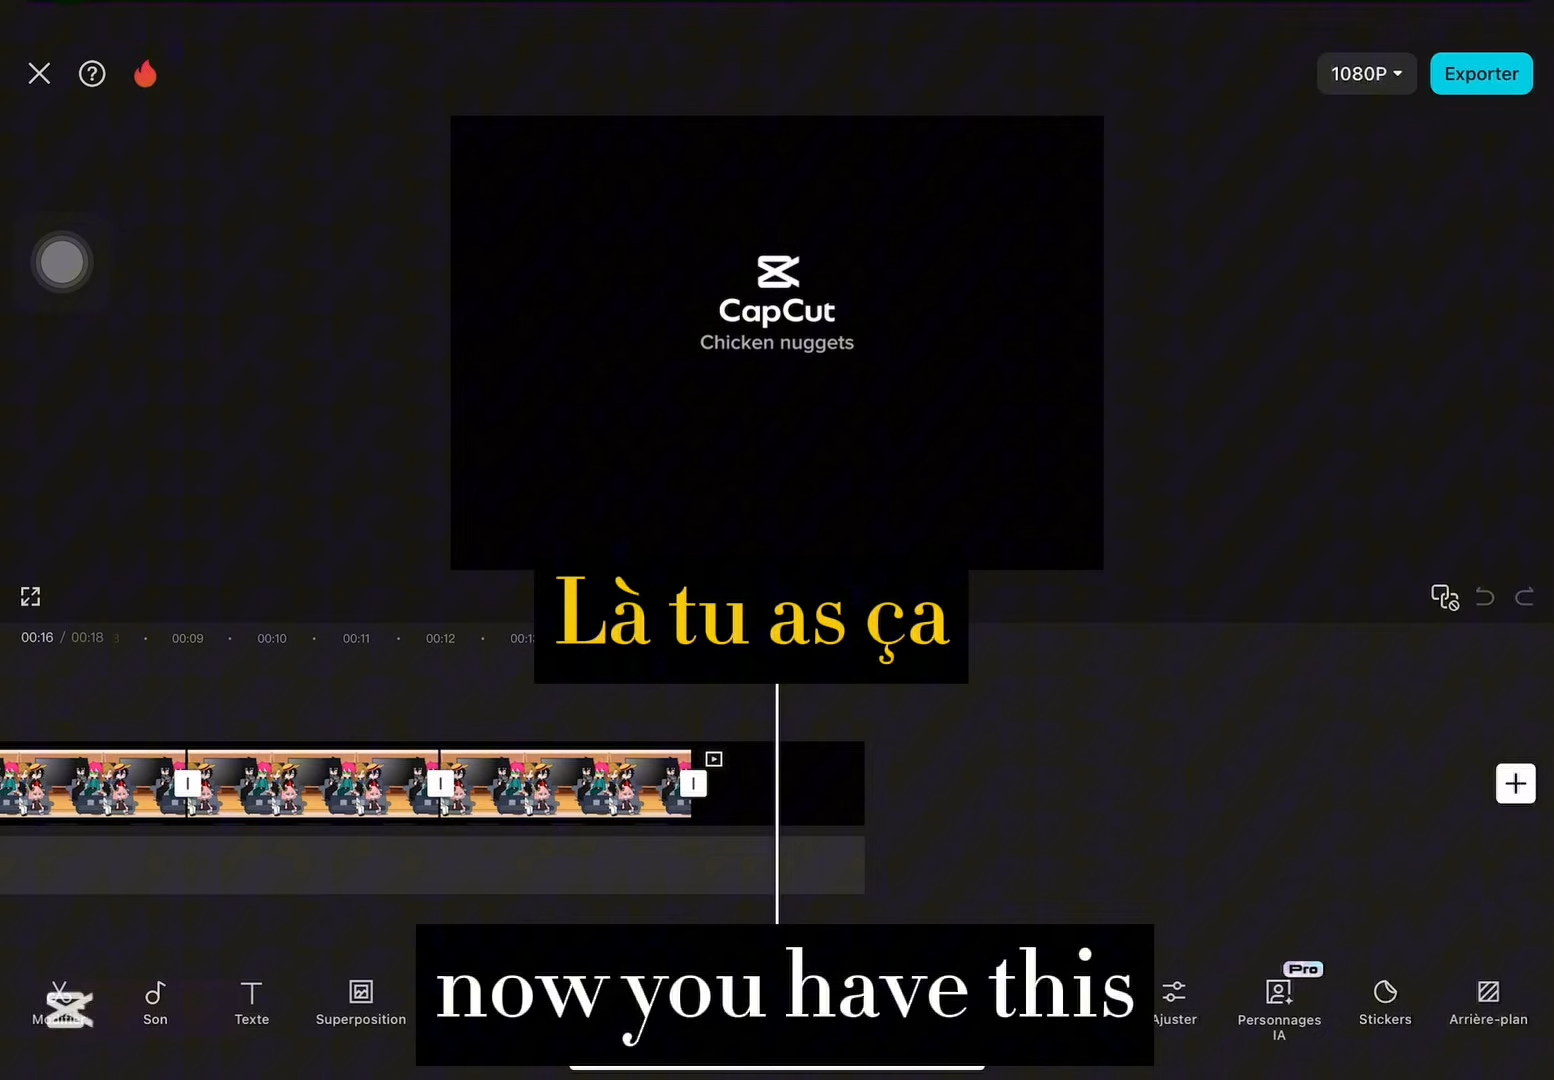 1080P
Exporter
CapCut
Chicken nuggets
Là tu as ça
00:16 / 00:18
00:09
00:10
00:11
00:12
now you have this
Son
Texte
Superposition
Ajuster
Pro
Personnages
IA
Stickers
Arrière-plan